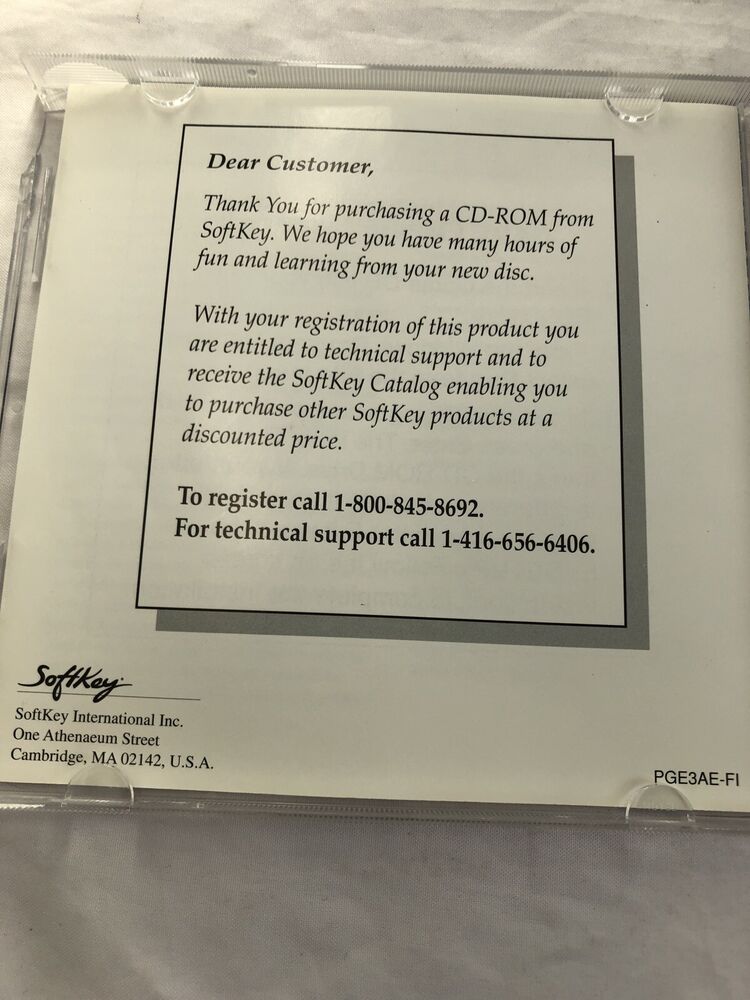 Dear Customer,
Thank You for purchasing a CD-ROM from
SoftKey. We hope you have many hours of
fun and learning from your new disc.
With your registration of this product you
are entitled to technical support and to
receive the SoftKey Catalog enabling you
to purchase other SoftKey products at a
discounted price.
To register call 1-800-845-8692.
For technical support call 1-416-656-6406.
SoftKey
SoftKey International Inc.
One Athenaeum Street
Cambridge, MA 02142, U.S.A.
PGE3AE-FI